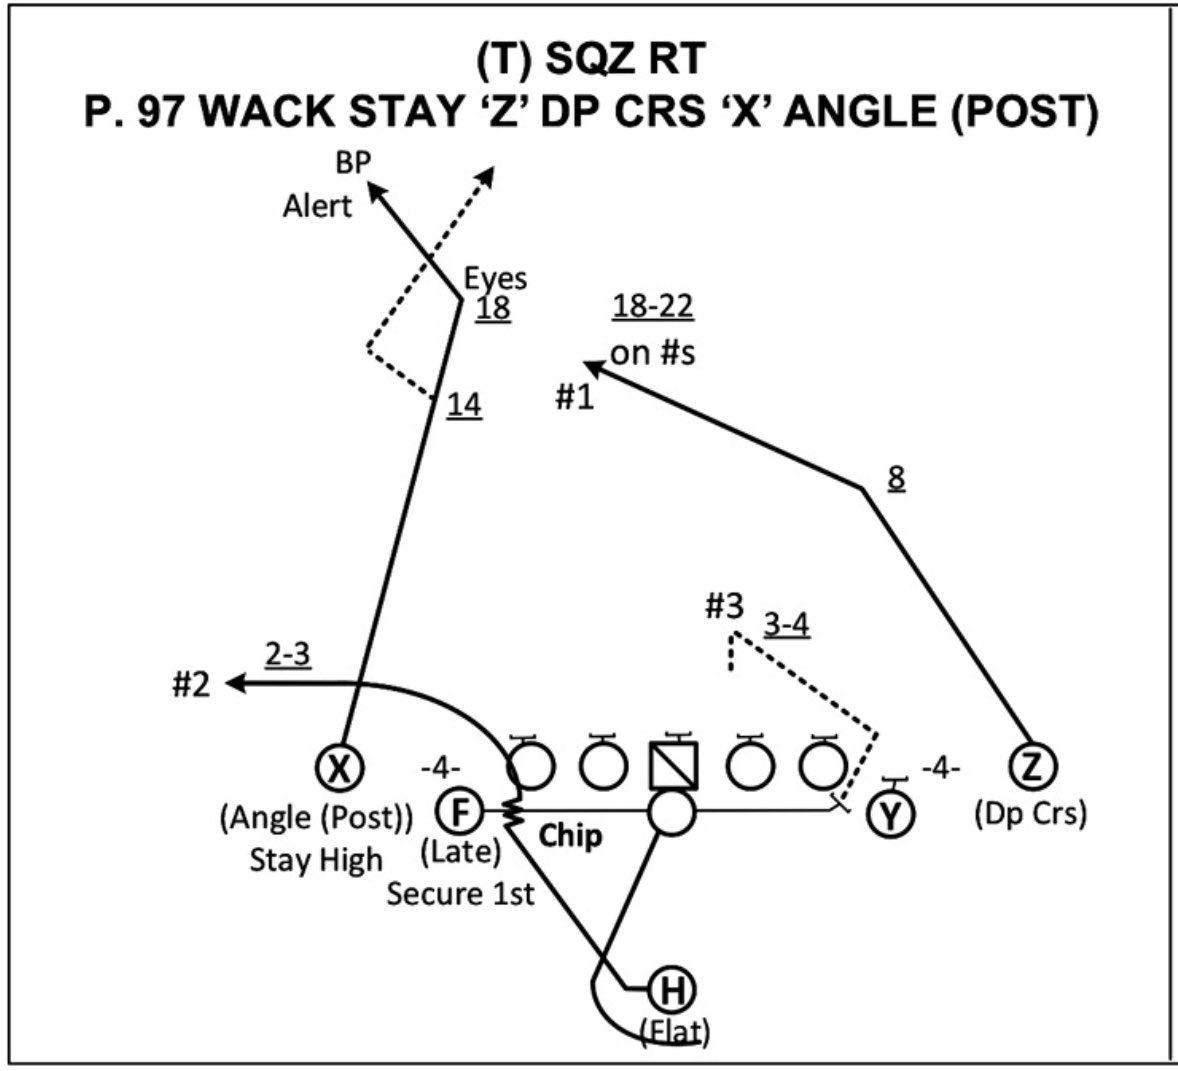 (T) SQZ RT
P. 97 WACK STAY ‘Z’ DP CRS ‘X’ ANGLE (POST)
BP
Alert
Eyes
18
18-22
on #s
#1
14
8
#3
3-4
2-3
#2
X
-4-
-4-
Z
(Angle (Post))
Stay High
F
(Late)
Secure 1st
Chip
Y
(Dp Crs)
H
(Flat)